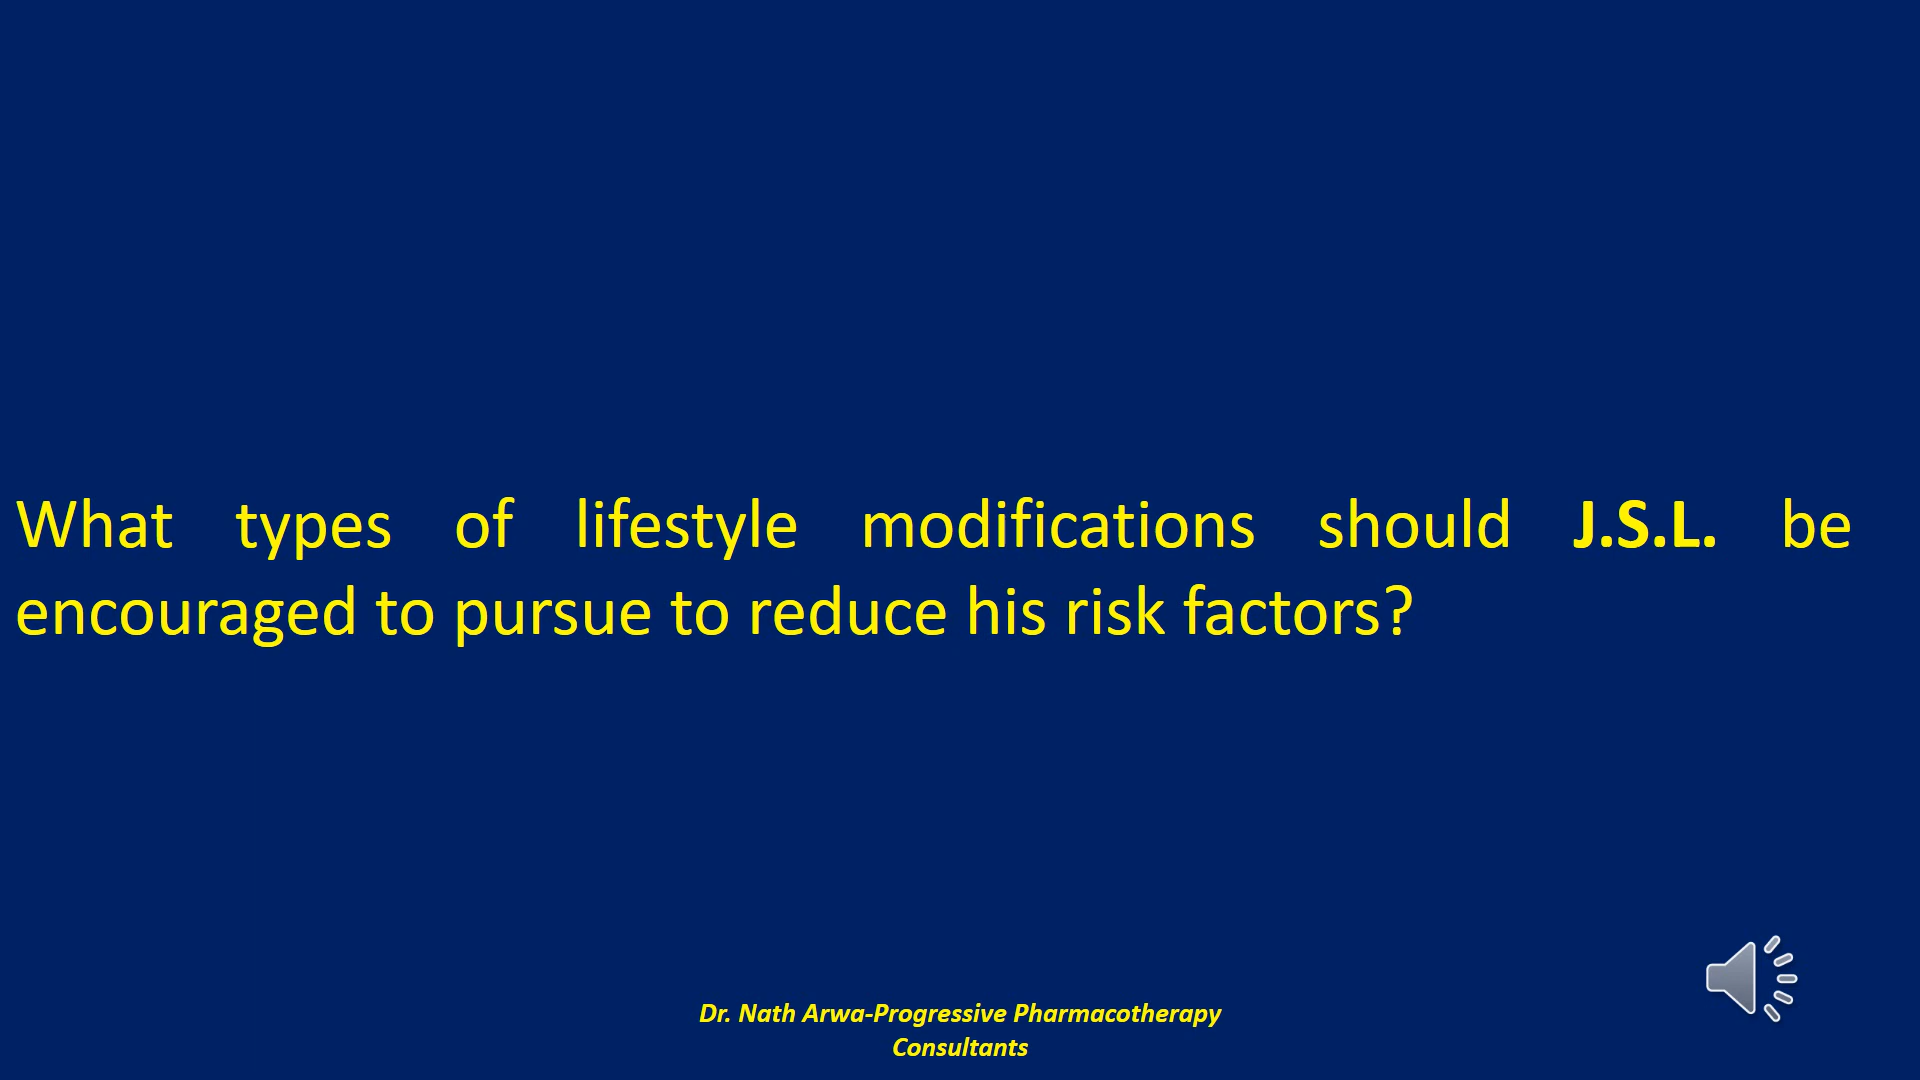 What types of lifestyle modifications should J.S.L. be
encouraged to pursue to reduce his risk factors?
Dr. Nath Arwa-Progressive Pharmacotherapy
Consultants